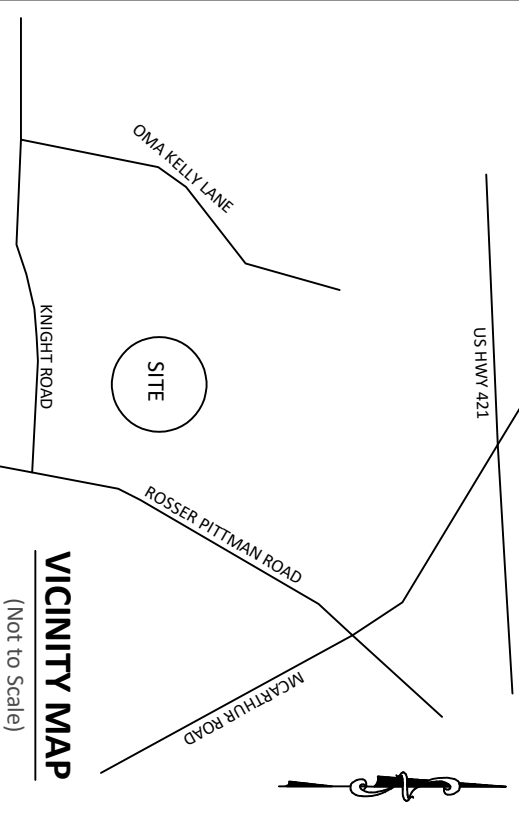 OMA KELLY LANE
US HWY 421
KNIGHT ROAD
SITE
ROSSER PITTMAN ROAD
MCARTHUR ROAD
VICINITY MAP
(Not to Scale)